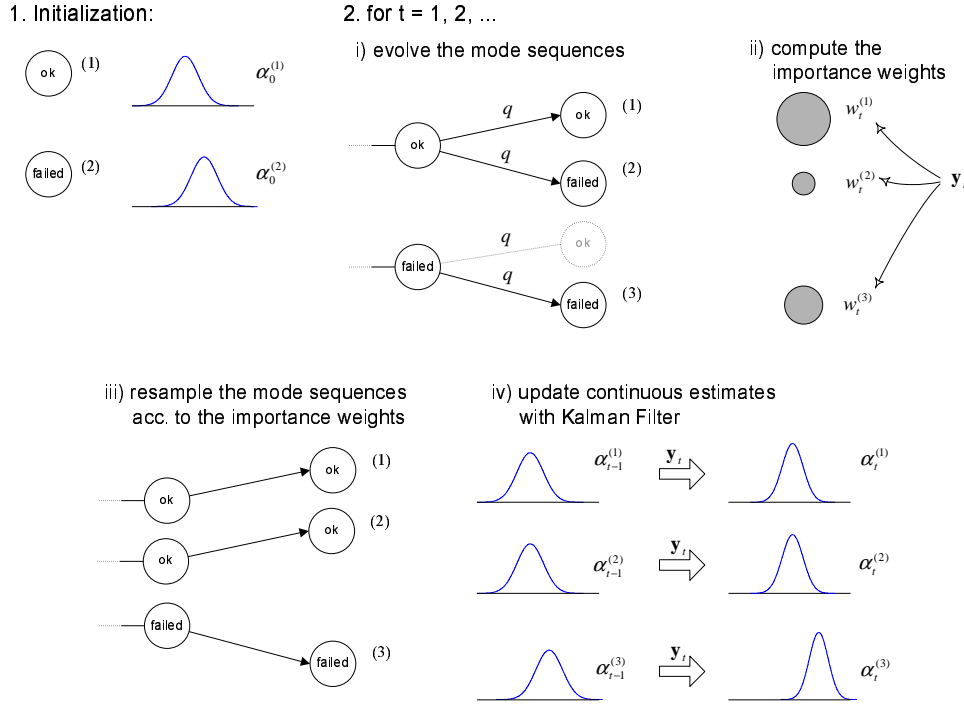 1. Initialization:
ok (1) α₀⁽¹⁾
failed (2) α₀⁽²⁾
2. for t = 1, 2, ...
i) evolve the mode sequences
q ok (1)
ok
q failed (2)
q ok
failed
q failed (3)
ii) compute the
importance weights
wₜ⁽¹⁾
wₜ⁽²⁾ yₜ
wₜ⁽³⁾
iii) resample the mode sequences
acc. to the importance weights
ok ok (1)
ok ok (2)
failed failed (3)
iv) update continuous estimates
with Kalman Filter
αₜ₋₁⁽¹⁾ yₜ αₜ⁽¹⁾
αₜ₋₁⁽²⁾ yₜ αₜ⁽²⁾
αₜ₋₁⁽³⁾ yₜ αₜ⁽³⁾